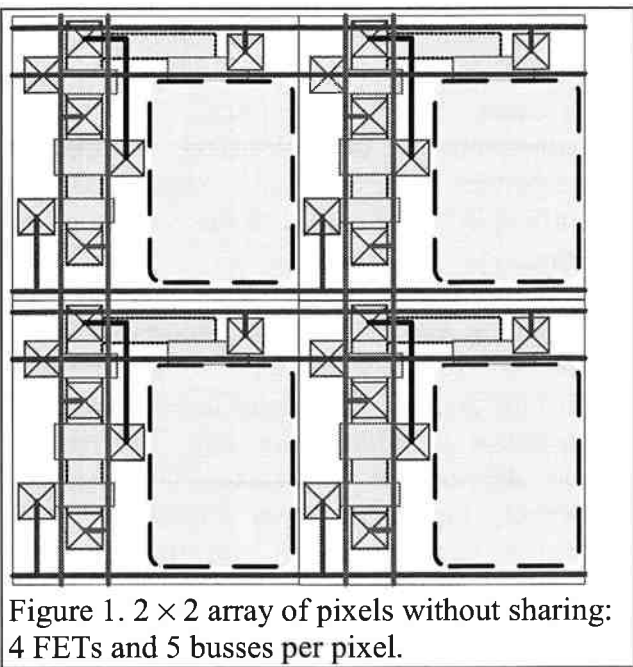 Figure 1. 2 × 2 array of pixels without sharing:
4 FETs and 5 busses per pixel.